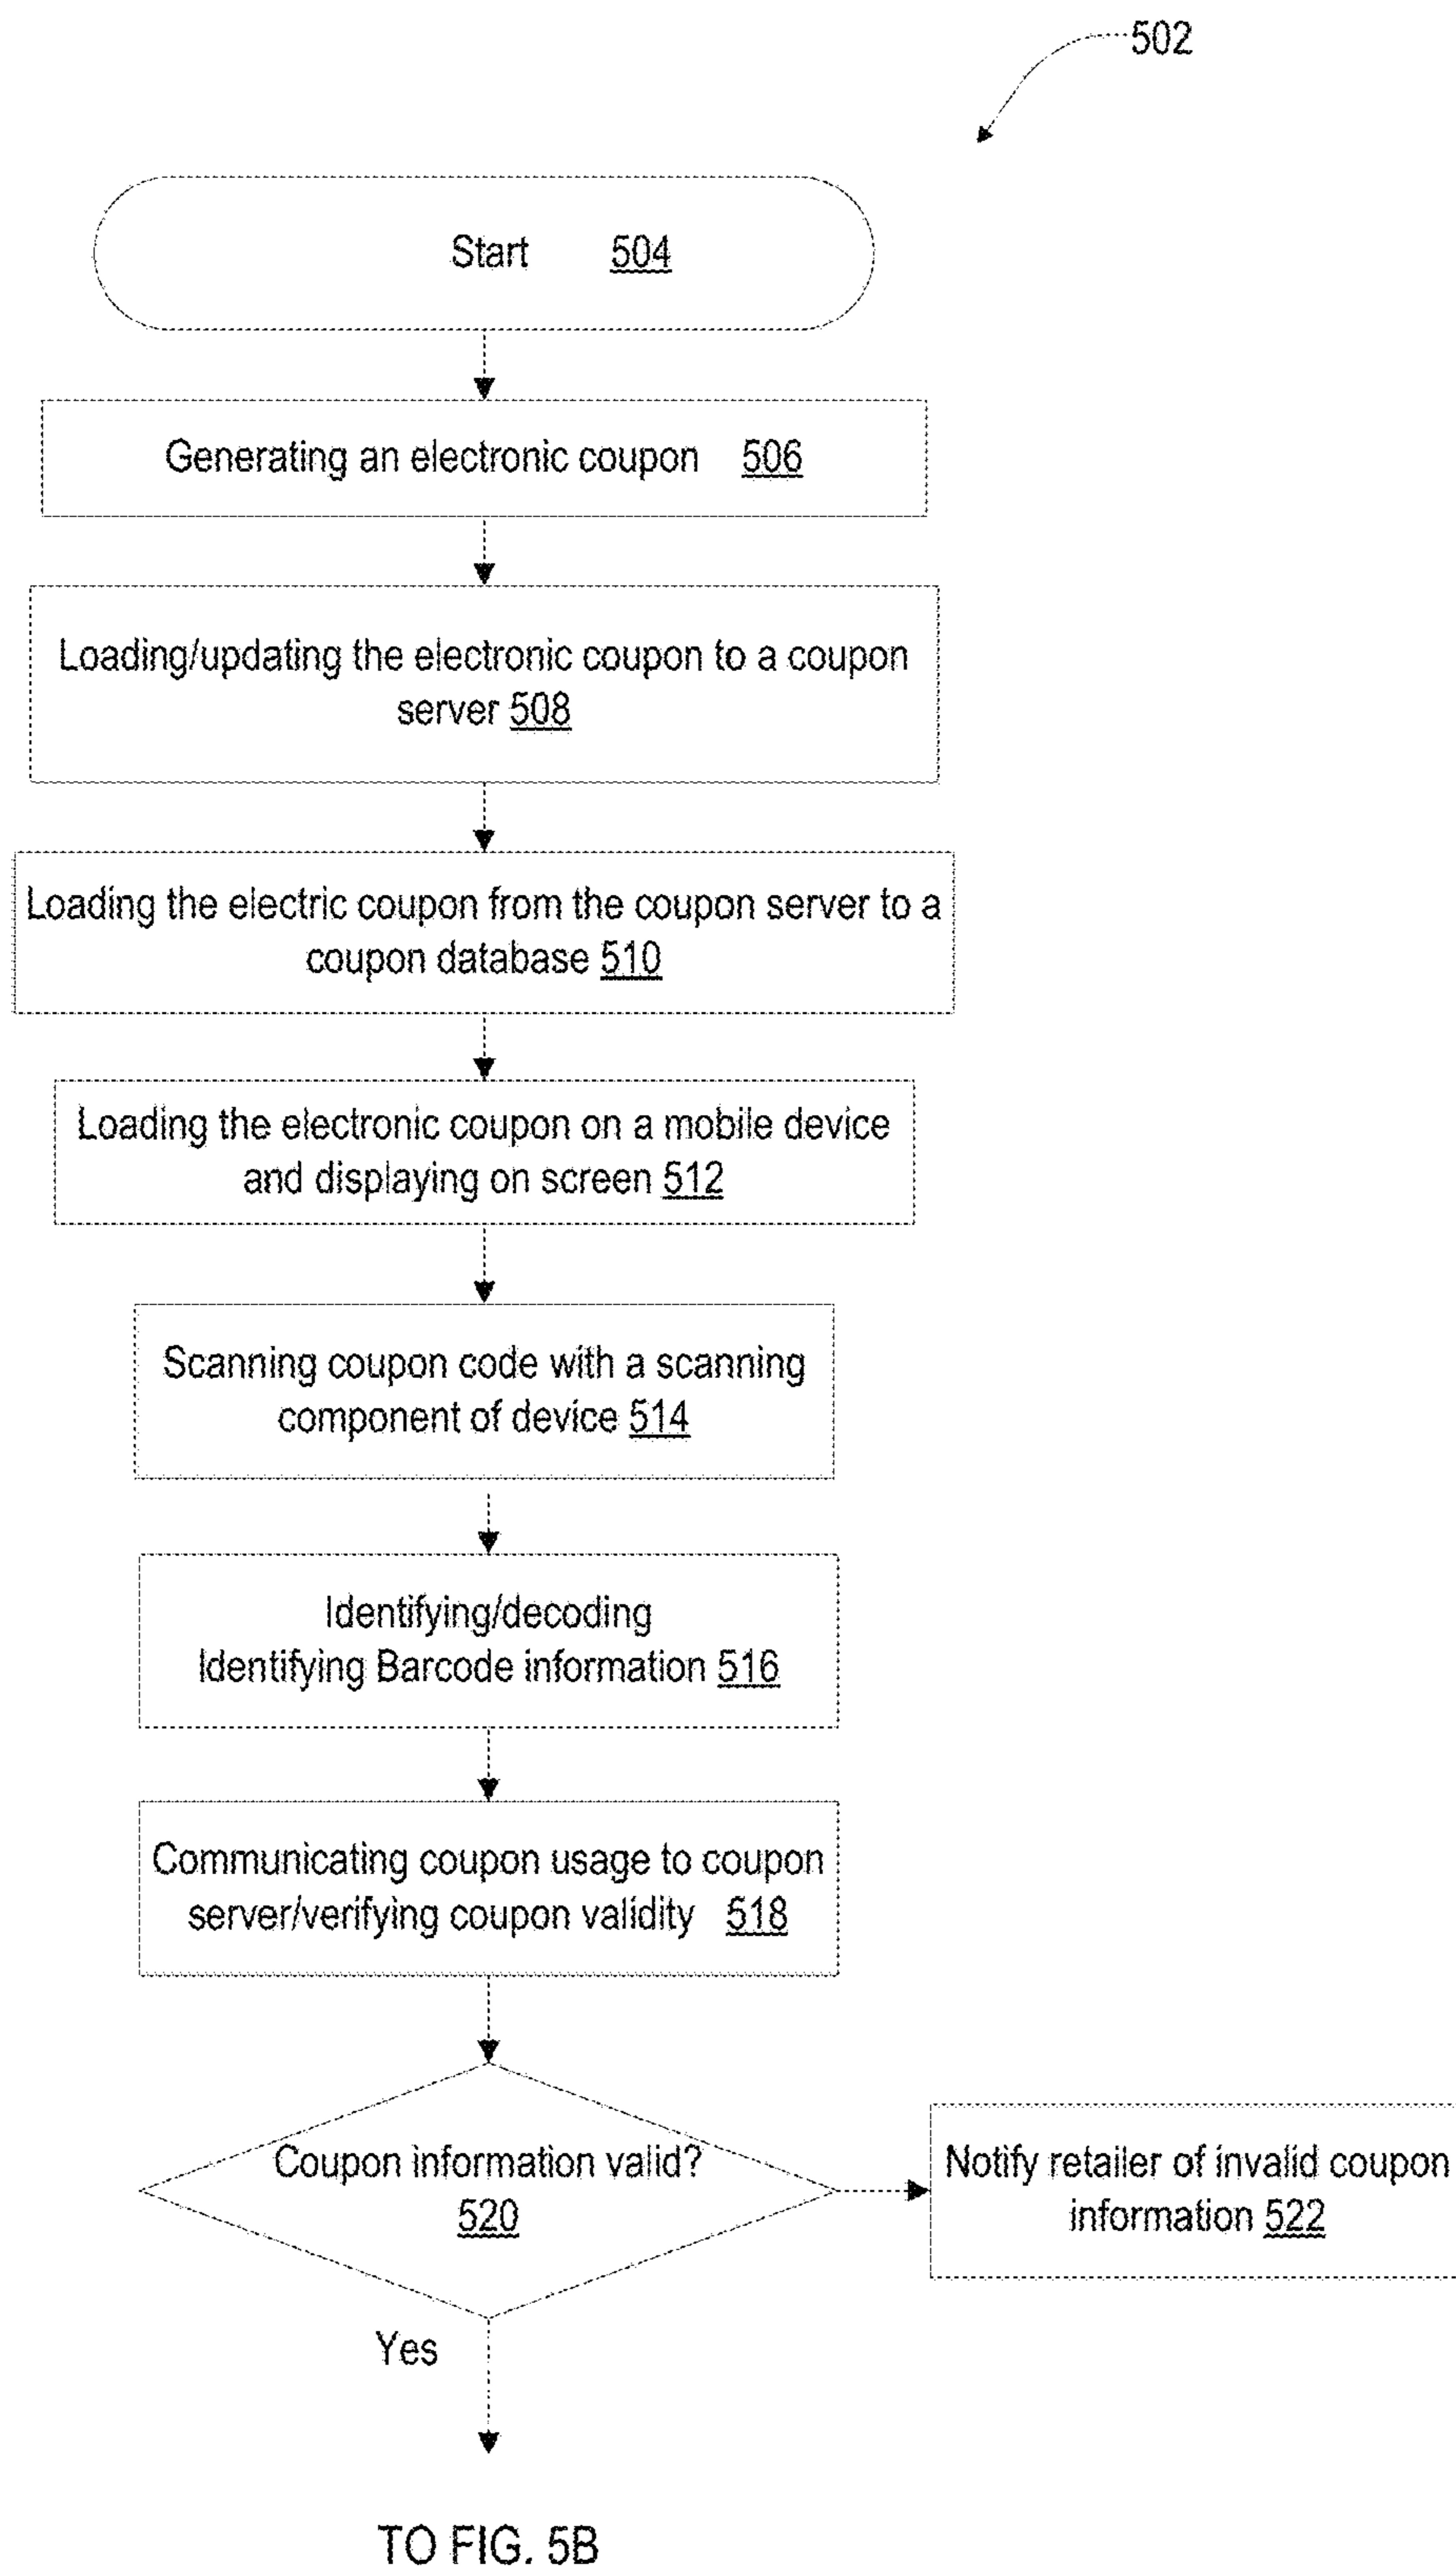 502
Start 504
Generating an electronic coupon 506
Loading/updating the electronic coupon to a coupon
server 508
Loading the electric coupon from the coupon server to a
coupon database 510
Loading the electronic coupon on a mobile device
and displaying on screen 512
Scanning coupon code with a scanning
component of device 514
Identifying/decoding
Identifying Barcode information 516
Communicating coupon usage to coupon
server/verifying coupon validity 518
Coupon information valid?
520
Notify retailer of invalid coupon
information 522
Yes
TO FIG. 5B